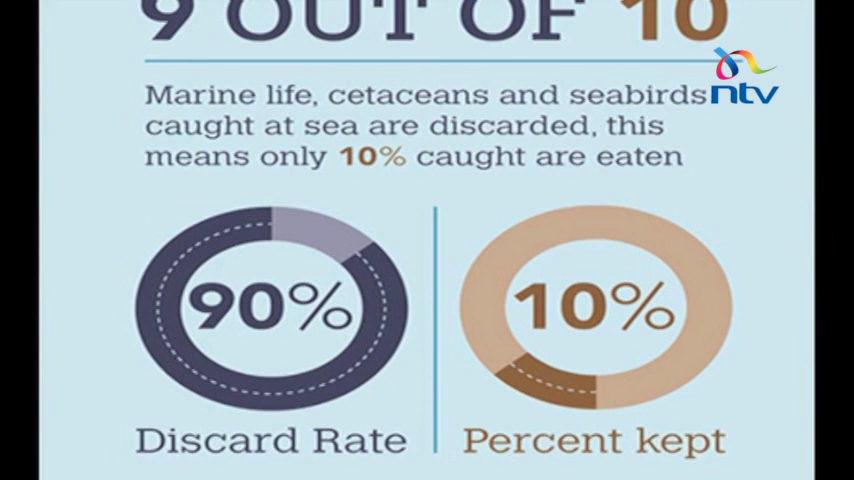 9 OUT OF 10
Marine life, cetaceans and seabirds
caught at sea are discarded, this
means only 10% caught are eaten
ntv
90%
10%
Discard Rate
Percent kept